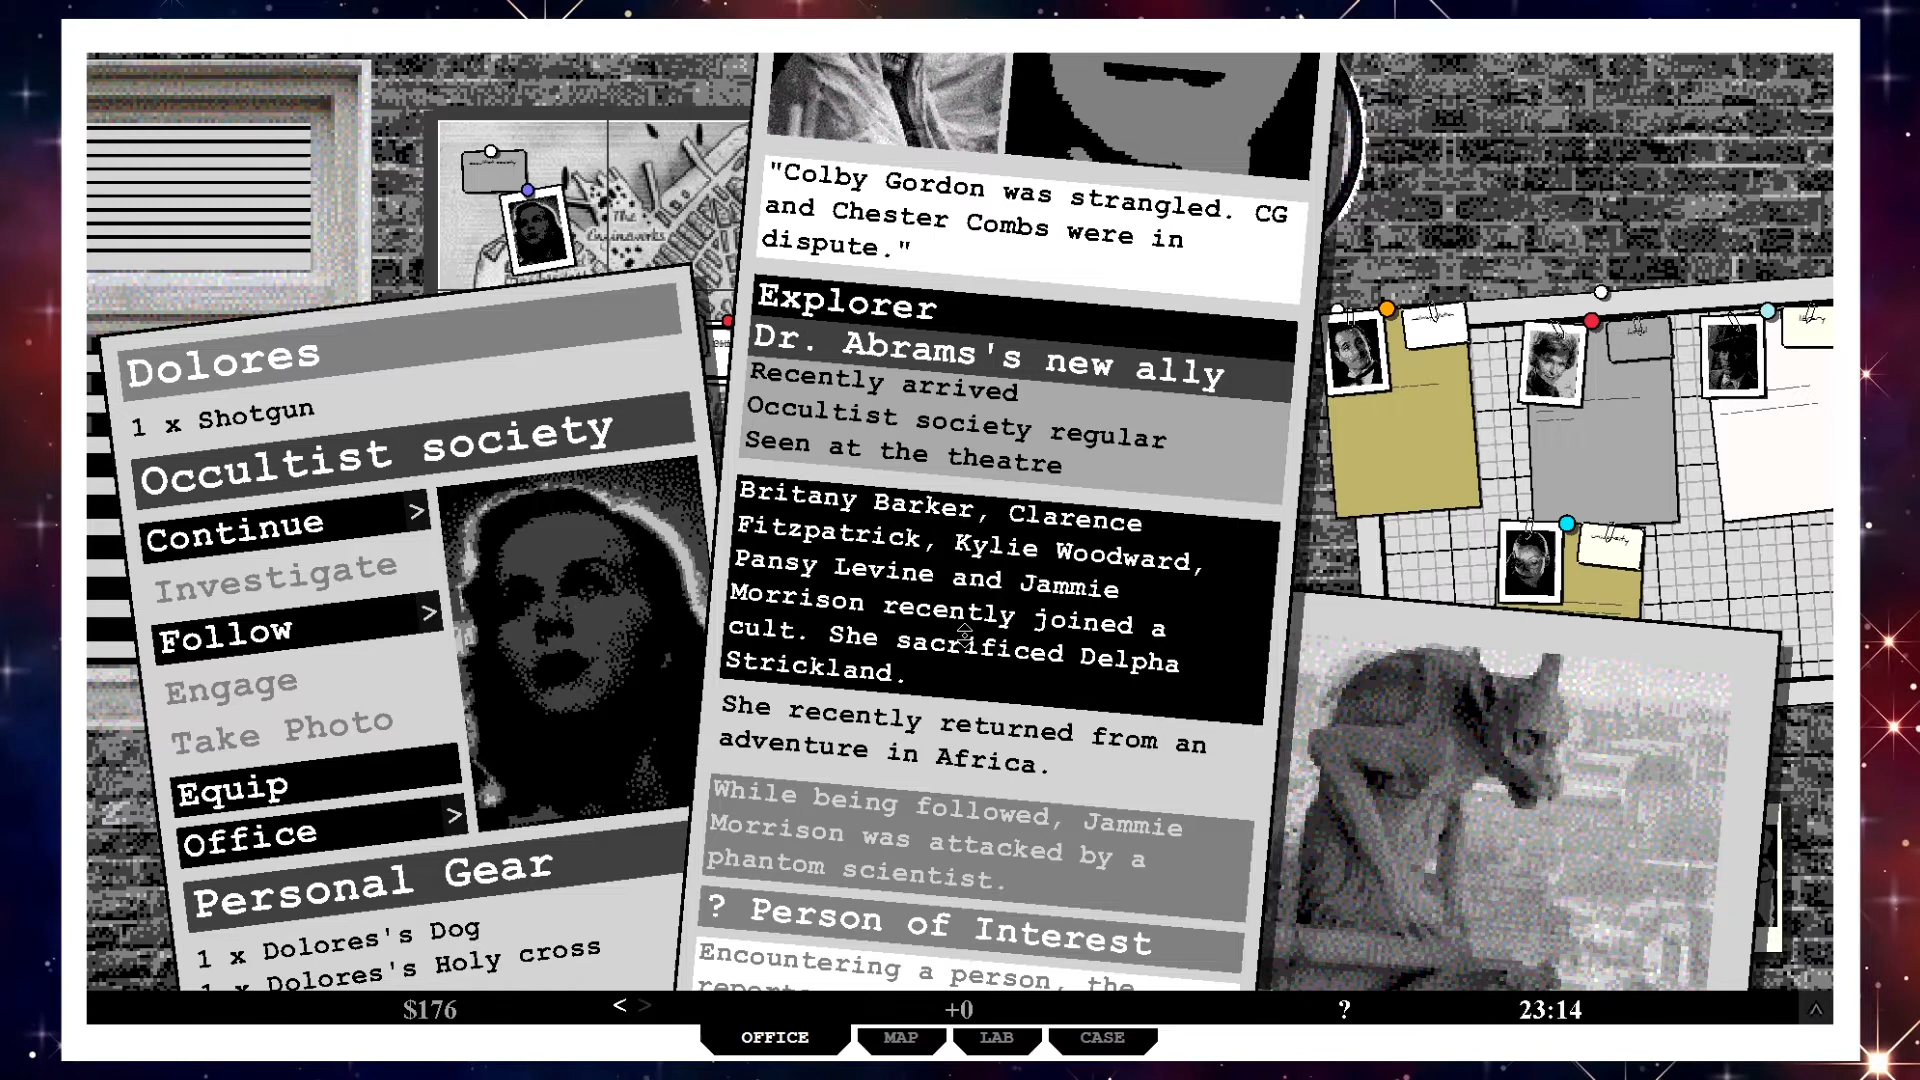 Dolores
1 x Shotgun
Occultist society
Continue >
Investigate
Follow >
Engage
Take Photo
Equip
Office >
Personal Gear
1 x Dolores's Dog
1 x Dolores's Holy cross
The
"Colby Gordon was strangled. CG
and Chester Combs were in
dispute."
Explorer
Dr. Abrams's new ally
Recently arrived
Occultist society regular
Seen at the theatre
Britany Barker, Clarence
Fitzpatrick, Kylie Woodward,
Pansy Levine and Jammie
Morrison recently joined a
cult. She sacrificed Delpha
Strickland.
She recently returned from an
adventure in Africa.
While being followed, Jammie
Morrison was attacked by a
phantom scientist.
? Person of Interest
Encountering a person, the
$176
< >
+0
?
23:14
^
OFFICE
MAP
LAB
CASE